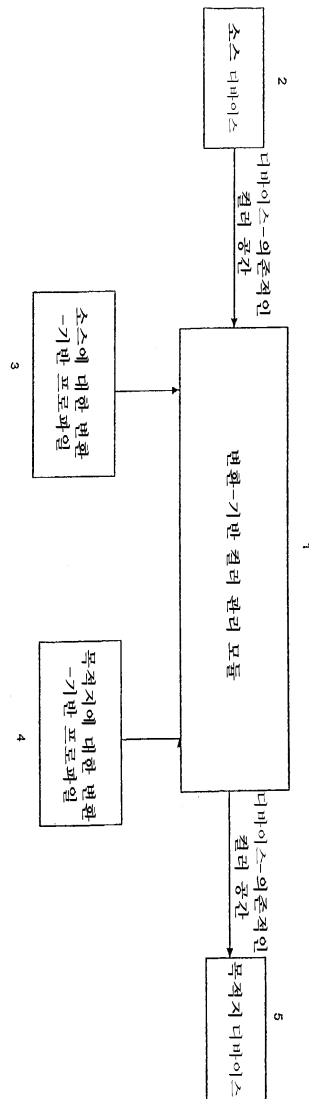 1
2
소스 디바이스
디바이스-의존적인
컬러 공간
변환-기반 컬러 관리 모듈
디바이스-의존적인
컬러 공간
5
목적지 디바이스
소스에 대한 변환
-기반 프로파일
3
목적지에 대한 변환
-기반 프로파일
4